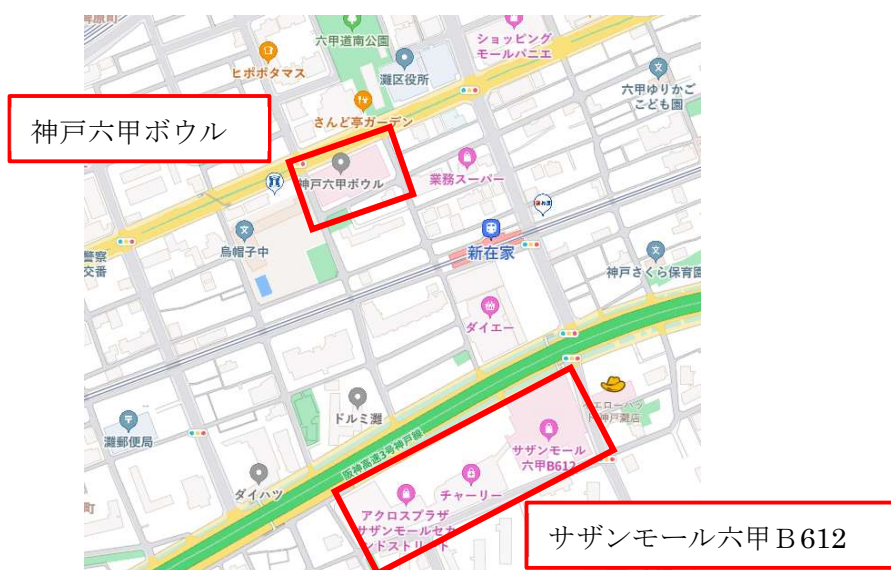 六甲道南公園
ショッピング
モールパニエ
ヒポポタマス
灘区役所
六甲ゆりかご
こども園
神戸六甲ボウル
さんど亭ガーデン
神戸六甲ボウル
業務スーパー
烏帽子中
新在家
警察
交番
神戸さくら保育園
ダイエー
ドルミ灘
灘郵便局
阪神高速3号神戸線
サザンモール
六甲B612
ダイハツ
チャーリー
アクロスプラザ
サザンモールセカ
ンドストリート
サザンモール六甲B612